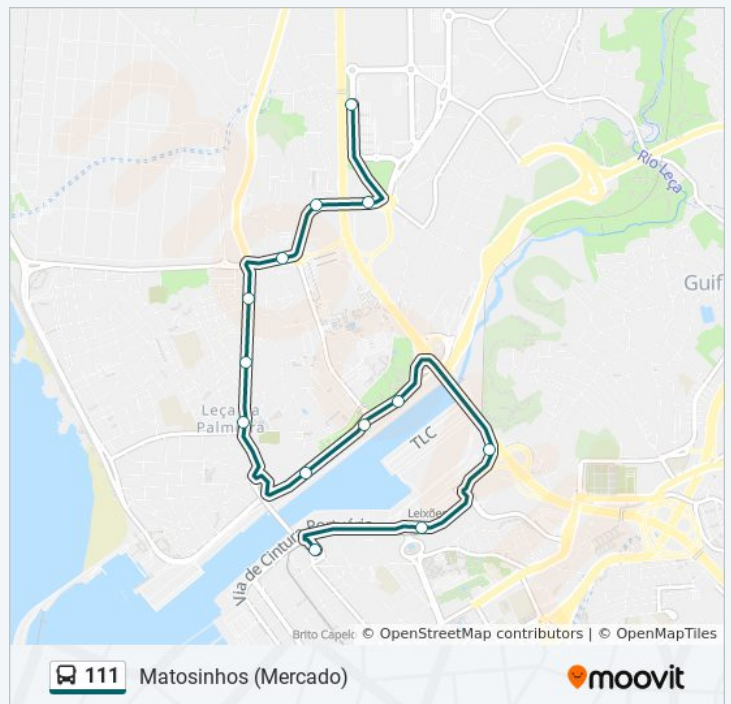 Rio Leça
Guif
Leça da
Palmeira
TLC
Leixões
Via de Cintura Portuária
Brito Capelo
© OpenStreetMap contributors | © OpenMapTiles
111 Matosinhos (Mercado)
moovit